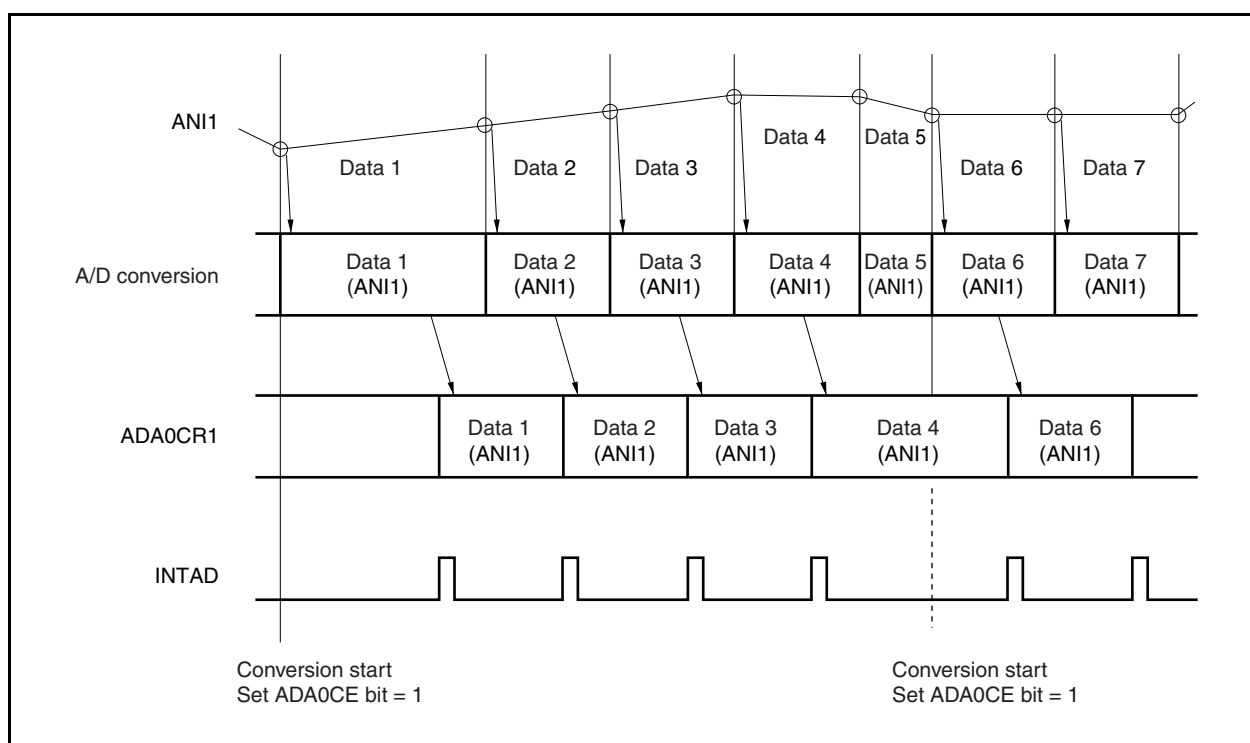 ANI1
Data 1
Data 2
Data 3
Data 4
Data 5
Data 6
Data 7
A/D conversion
Data 1
(ANI1)
Data 2
(ANI1)
Data 3
(ANI1)
Data 4
(ANI1)
Data 5
(ANI1)
Data 6
(ANI1)
Data 7
(ANI1)
ADA0CR1
Data 1
(ANI1)
Data 2
(ANI1)
Data 3
(ANI1)
Data 4
(ANI1)
Data 6
(ANI1)
INTAD
Conversion start
Set ADA0CE bit = 1
Conversion start
Set ADA0CE bit = 1